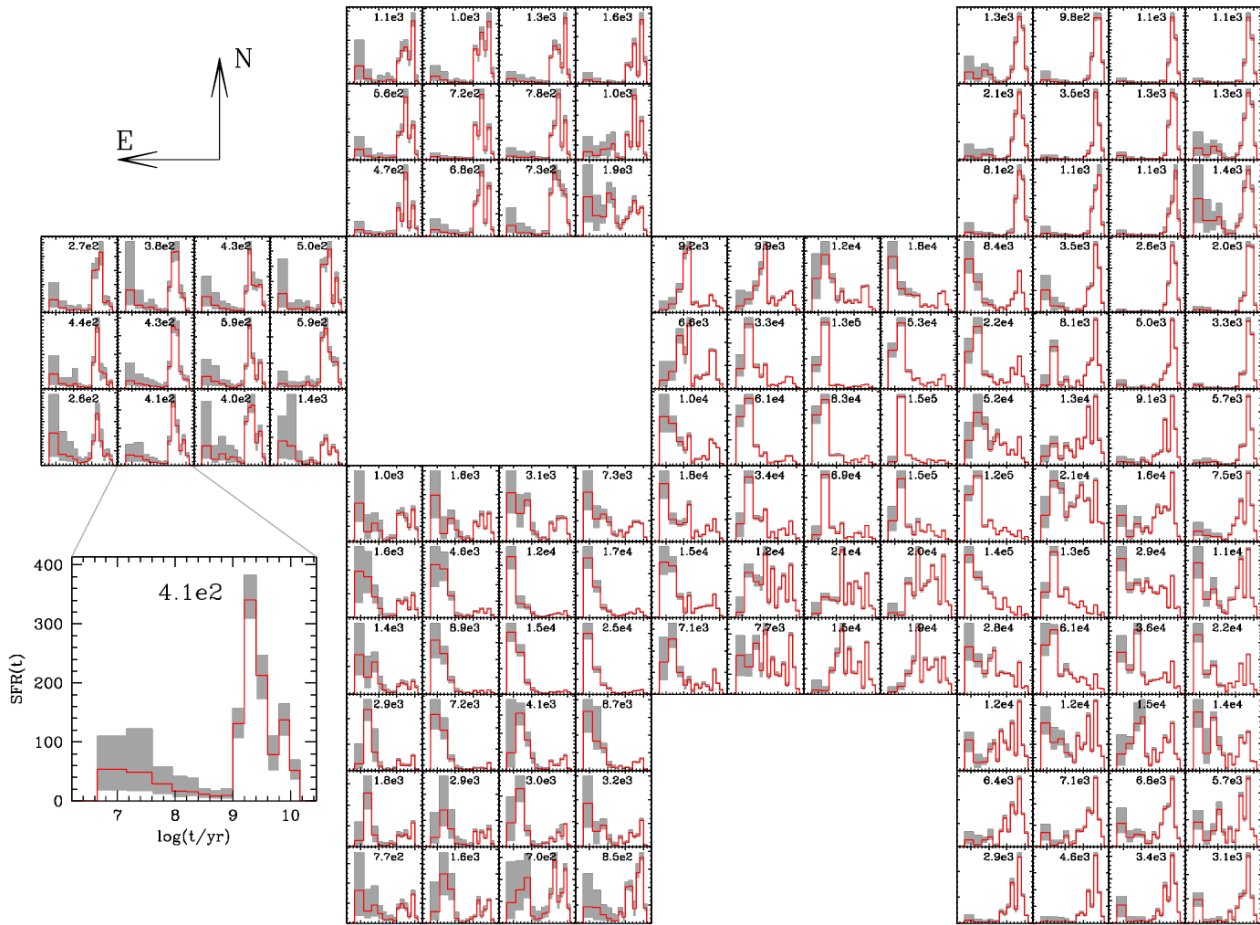 1.1e3 1.0e3 1.3e3 1.6e3 1.3e3 9.8e2 1.1e3 1.1e3
N
5.6e2 7.2e2 7.8e2 1.0e3 2.1e3 3.5e3 1.3e3 1.3e3
E
4.7e2 6.8e2 7.3e2 1.9e3 8.1e2 1.1e3 1.1e3 1.4e3
2.7e2 3.8e2 4.3e2 5.0e2 9.2e3 9.9e3 1.2e4 1.8e4 8.4e3 3.5e3 2.6e3 2.0e3
4.4e2 4.3e2 5.9e2 5.9e2 6.6e3 3.3e4 1.3e5 5.3e4 2.2e4 8.1e3 5.0e3 3.3e3
2.6e2 4.1e2 4.0e2 1.4e3 1.0e4 6.1e4 8.3e4 1.5e5 5.2e4 1.3e4 9.1e3 5.7e3
1.0e3 1.6e3 3.1e3 7.3e3 1.8e4 3.4e4 6.9e4 1.5e5 1.2e5 2.1e4 1.6e4 7.5e3
1.6e3 4.6e3 1.2e4 1.7e4 1.5e4 1.2e4 2.1e4 2.0e4 1.4e5 1.3e5 2.9e4 1.1e4
1.4e3 8.9e3 1.5e4 2.5e4 7.1e3 7.7e3 1.5e4 1.9e4 2.8e4 6.1e4 3.6e4 2.2e4
2.9e3 7.2e3 4.1e3 8.7e3 1.2e4 1.2e4 1.5e4 1.4e4
1.8e3 2.9e3 3.0e3 3.2e3 6.4e3 7.1e3 6.8e3 5.7e3
7.7e2 1.6e3 7.0e2 8.5e2 2.9e3 4.6e3 3.4e3 3.1e3
4.1e2
SFR(t)
400
300
200
100
0
7 8 9 10
log(t/yr)